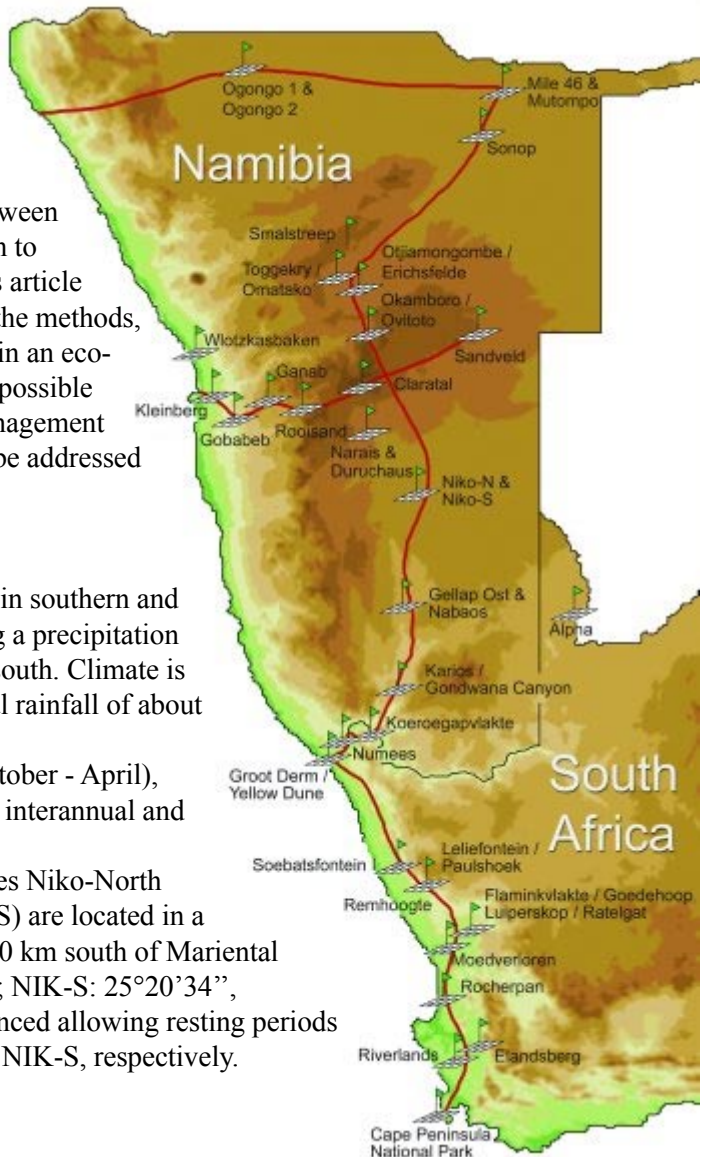 Ogongo 1 &
Ogongo 2
Mile 46 &
Mutompo
Sonop
Namibia
Smalstreep
Toggekry /
Omatako
Otjiamongombe /
Erichsfelde
Okamboro /
Ovitoto
Wlotzkasbaken
Sandveld
Ganab
Claratal
Kleinberg
Gobabeb
Rooisand
Narais &
Duruchaus
Niko-N &
Niko-S
Gellap Ost &
Nabaos
Alpha
Karios /
Gondwana Canyon
Koeroegapvlakte
Numees
Groot Derm /
Yellow Dune
South
Africa
Soebatsfontein
Leliefontein /
Paulshoek
Remhoogte
Flaminkvlakte / Goedehoop
Luiperskop / Ratelgat
Moedverloren
Rocherpan
Riverlands
Elandsberg
Cape Peninsula
National Park
ween
n to
s article
the methods,
in an eco-
possible
nagement
be addressed
in southern and
g a precipitation
outh. Climate is
l rainfall of about
tober - April),
interannual and
es Niko-North
S) are located in a
0 km south of Mariental
; NIK-S: 25°20’34’’,
nced allowing resting periods
NIK-S, respectively.